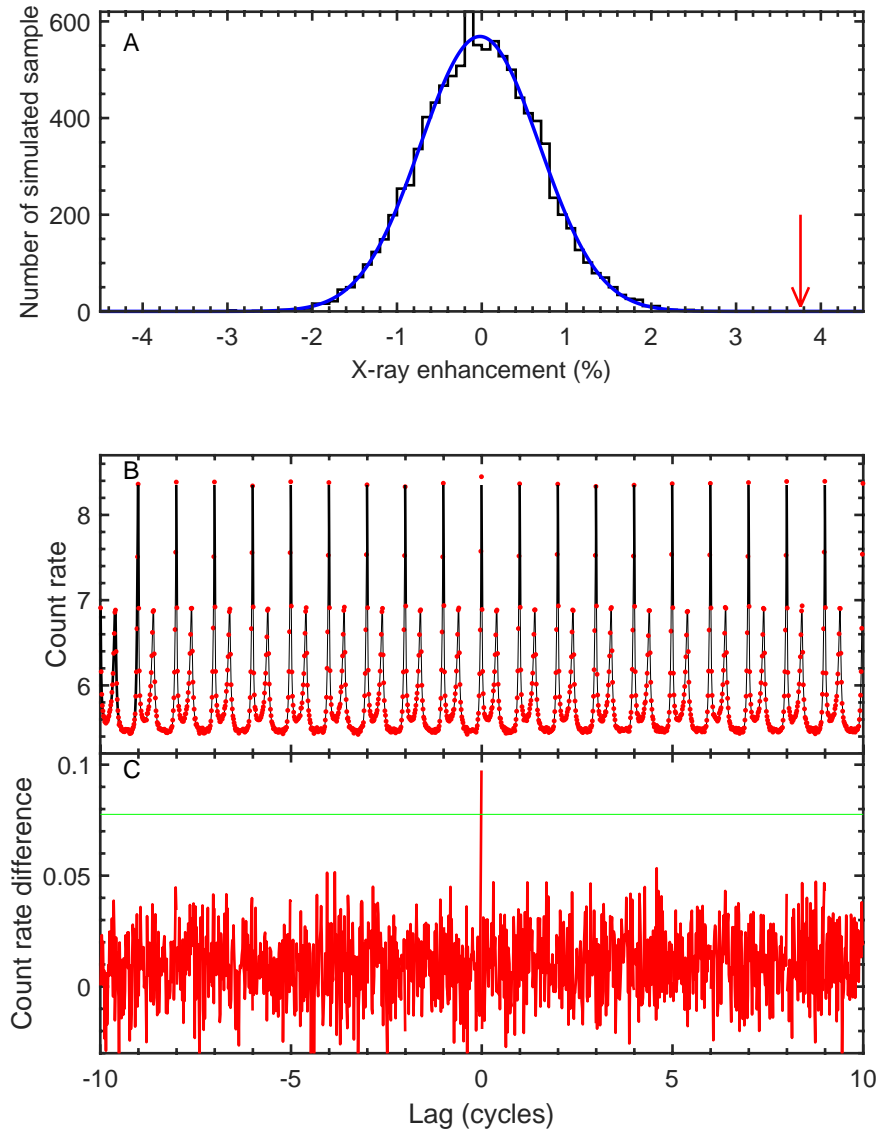 A
600
400
200
0
Number of simulated sample
-4 -3 -2 -1 0 1 2 3 4
X-ray enhancement (%)
B
8
7
6
Count rate
C
0.1
0.05
0
Count rate difference
-10 -5 0 5 10
Lag (cycles)